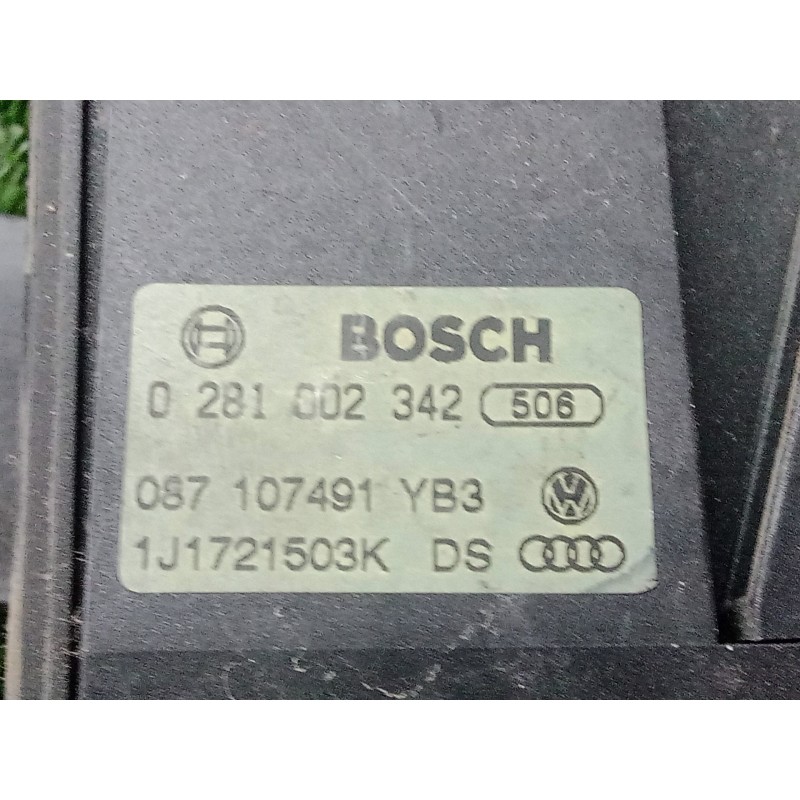 BOSCH
0 281 002 342 506
087 107491 YB3
1J1721503K DS